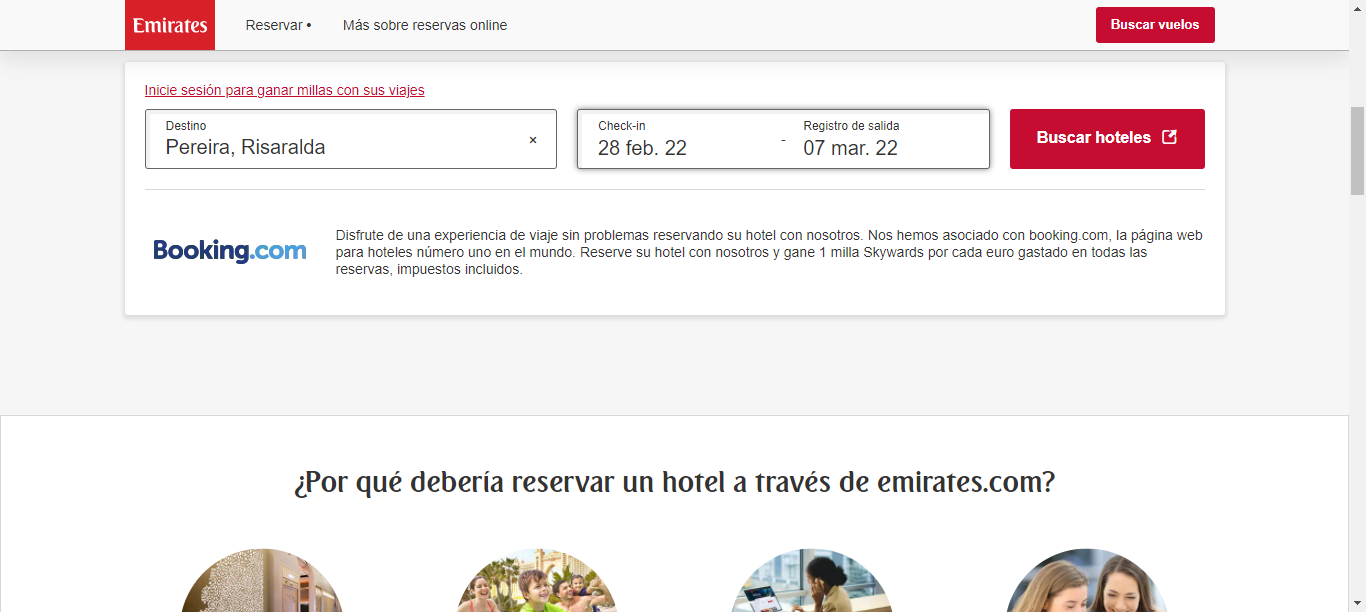 Emirates
Reservar •
Más sobre reservas online
Buscar vuelos
Inicie sesión para ganar millas con sus viajes
Destino
Pereira, Risaralda
×
Check-in
28 feb. 22
-
Registro de salida
07 mar. 22
Buscar hoteles
Booking.com
Disfrute de una experiencia de viaje sin problemas reservando su hotel con nosotros. Nos hemos asociado con booking.com, la página web
para hoteles número uno en el mundo. Reserve su hotel con nosotros y gane 1 milla Skywards por cada euro gastado en todas las
reservas, impuestos incluidos.
¿Por qué debería reservar un hotel a través de emirates.com?